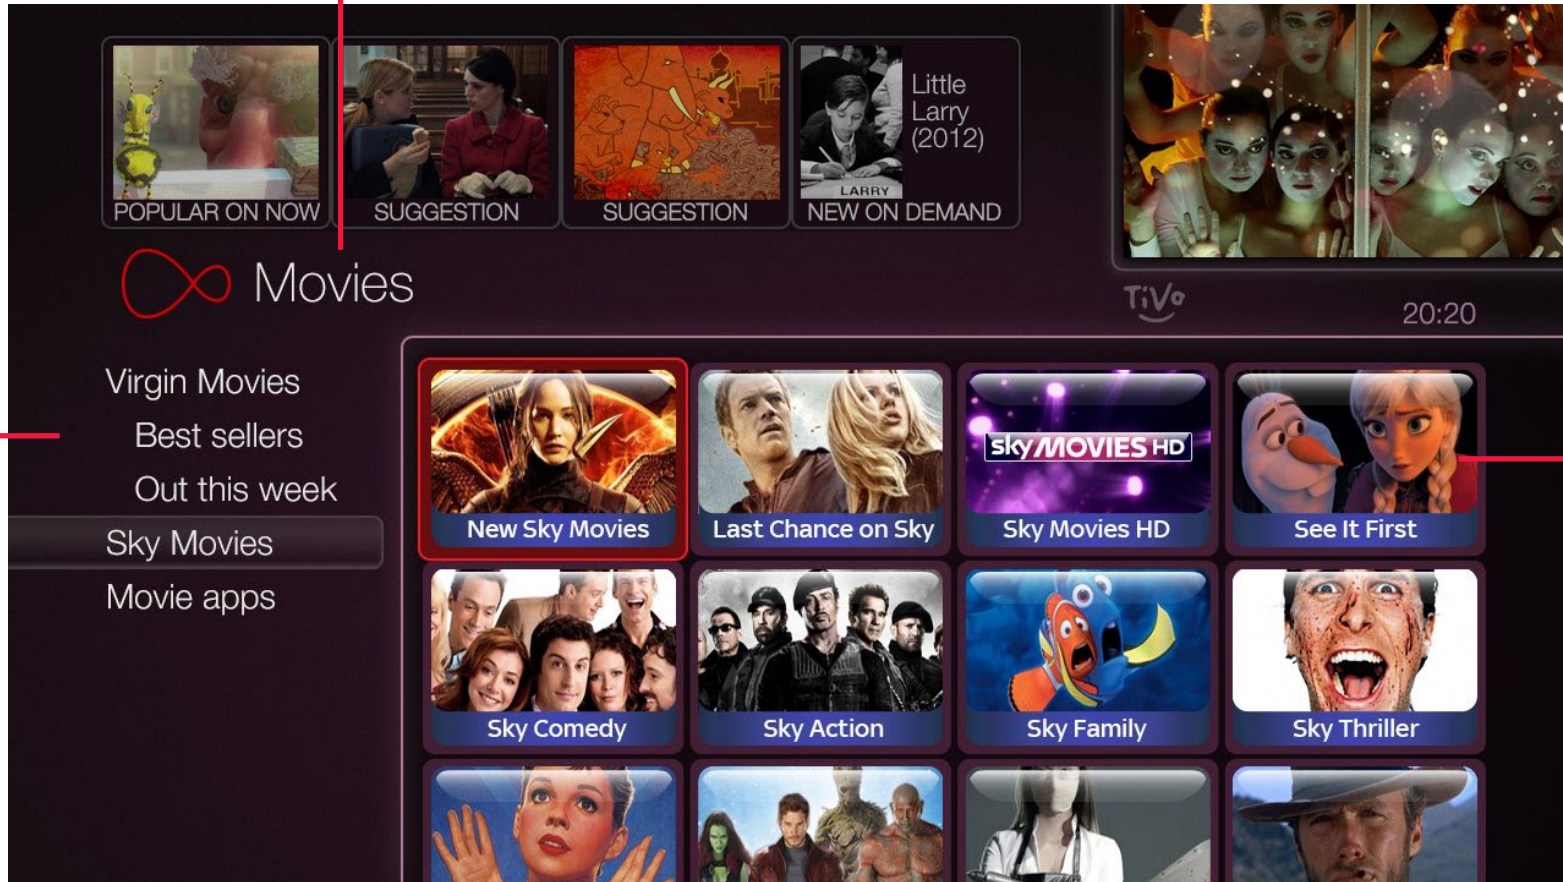 Little
Larry
(2012)
LARRY
POPULAR ON NOW
SUGGESTION
SUGGESTION
NEW ON DEMAND
Movies
TiVo
20:20
Virgin Movies
Best sellers
Out this week
Sky Movies
Movie apps
sky MOVIES HD
New Sky Movies
Last Chance on Sky
Sky Movies HD
See It First
Sky Comedy
Sky Action
Sky Family
Sky Thriller